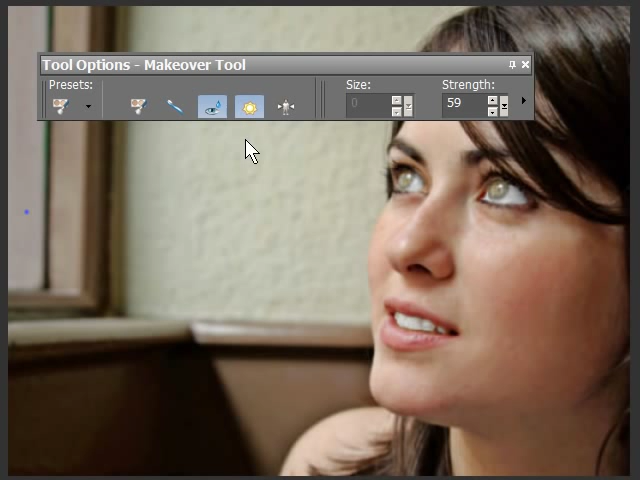 Tool Options - Makeover Tool
Presets:
Size:
Strength:
0
59